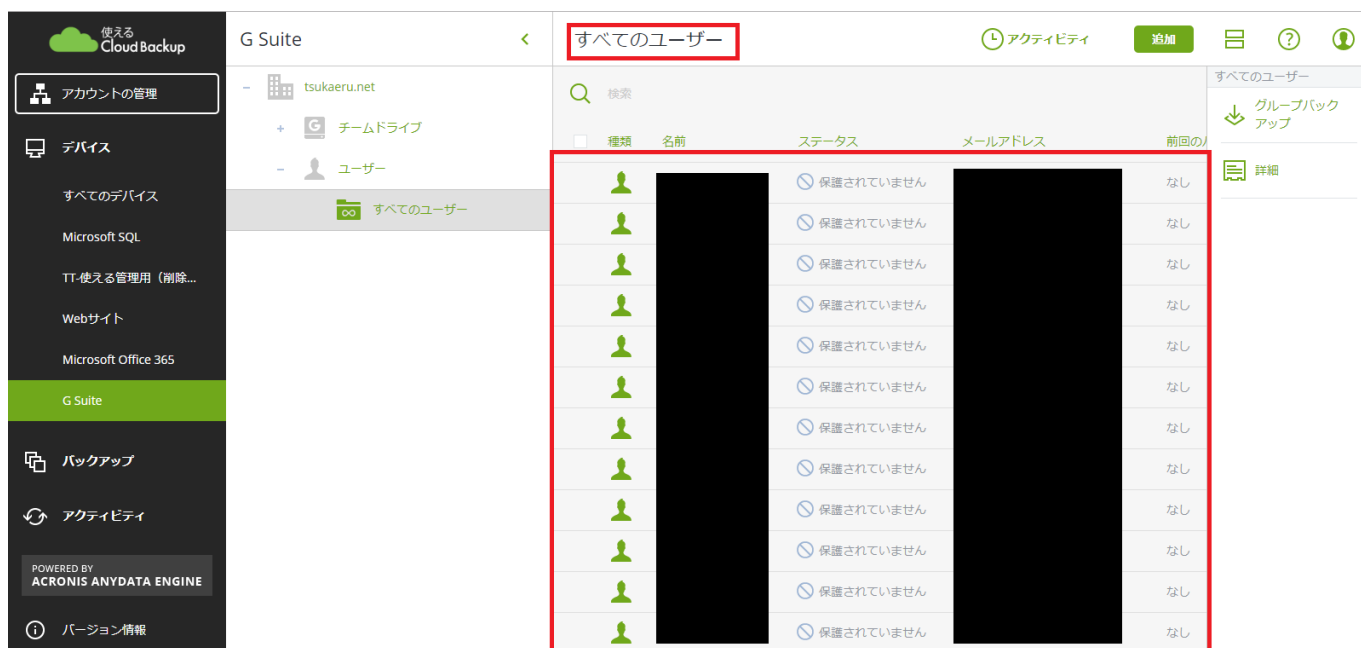 使える
Cloud Backup
アカウントの管理
デバイス
すべてのデバイス
Microsoft SQL
TT-使える管理用（削除...
Webサイト
Microsoft Office 365
G Suite
バックアップ
アクティビティ
POWERED BY
ACRONIS ANYDATA ENGINE
バージョン情報
G Suite
tsukaeru.net
チームドライブ
ユーザー
すべてのユーザー
すべてのユーザー
アクティビティ
追加
検索
種類 名前 ステータス メールアドレス 前回の
保護されていません なし
保護されていません なし
保護されていません なし
保護されていません なし
保護されていません なし
保護されていません なし
保護されていません なし
保護されていません なし
保護されていません なし
保護されていません なし
保護されていません なし
保護されていません なし
すべてのユーザー
グループバック
アップ
詳細